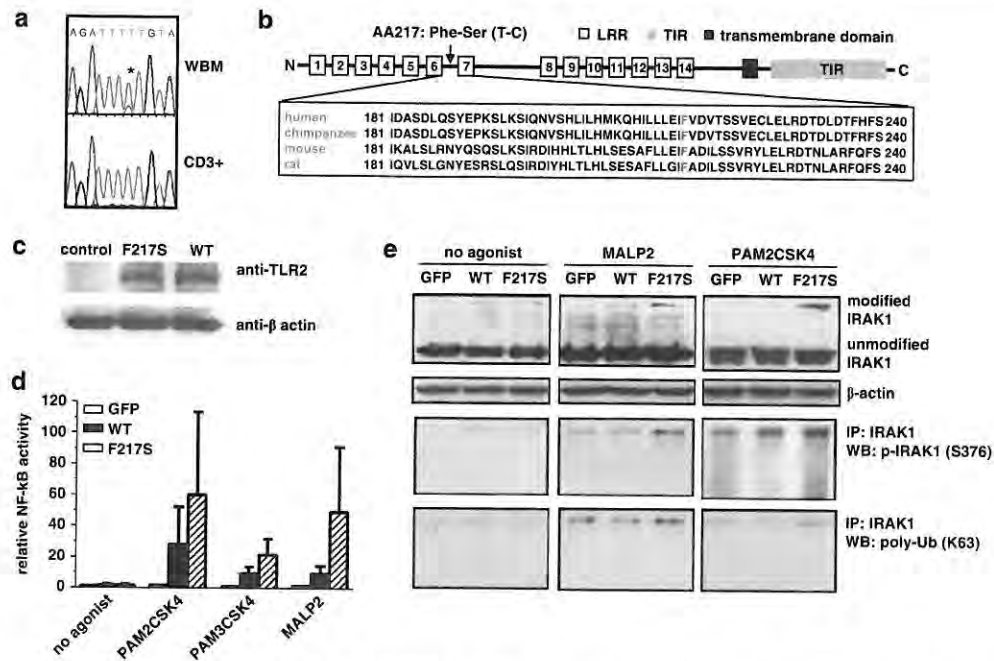 a
A G A T T T T T G T A
WBM
*
CD3+
b
AA217: Phe-Ser (T-C)
LRR
TIR
transmembrane domain
N
1 2 3 4 5 6 7 8 9 10 11 12 13 14
TIR
C
human 181 IDASDLQSYEPKSLKSIQNVSHLILHMKQHILLLEIFVDVTSSVECLELRDTDLDTFHFS 240
chimpanzee 181 IDASDLQSYEPKSLKSIQNVSHLILHMKQHILLLEIFVDVTSSVECLELRDTDLDTFHFS 240
mouse 181 IKALSLRNYQSQSLKSIRDIHHLTLHLSESAFLLEIFADILSSVRYLELRDTNLARFQFS 240
rat 181 IQVLSLGNYESRSLQSIRDIYHLTLHLSESAFLLGIFADILSSVRYLELRDTNLARFQFS 240
c
control F217S WT
anti-TLR2
anti-β actin
d
relative NF-kB activity
120
100
80
60
40
20
0
GFP
WT
F217S
no agonist
PAM2CSK4
PAM3CSK4
MALP2
e
no agonist MALP2 PAM2CSK4
GFP WT F217S GFP WT F217S GFP WT F217S
modified
IRAK1
unmodified
IRAK1
β-actin
IP: IRAK1
WB: p-IRAK1 (S376)
IP: IRAK1
WB: poly-Ub (K63)